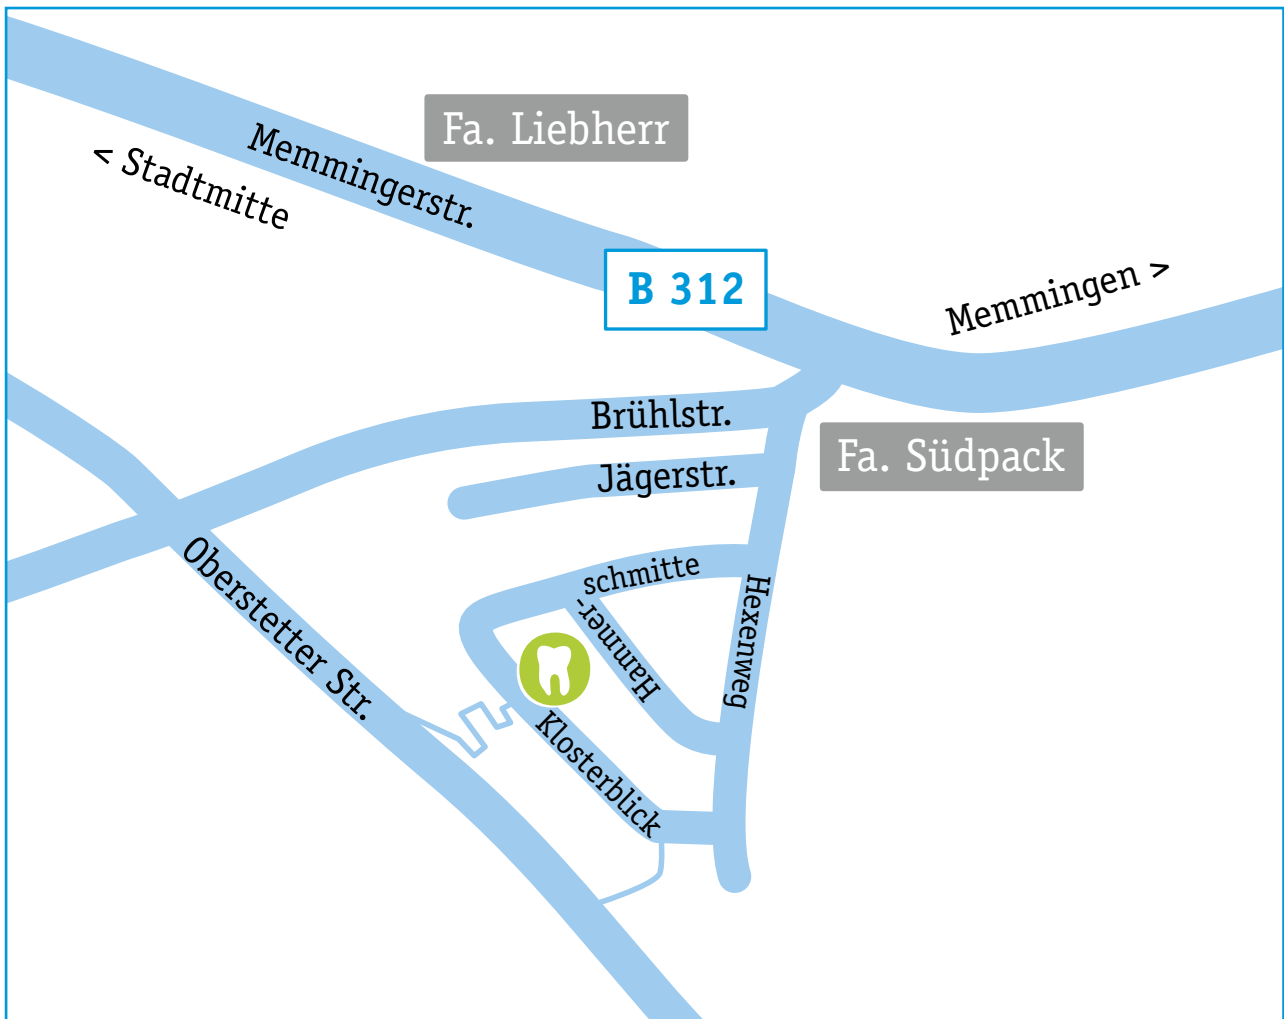 Fa. Liebherr
Memmingerstr.
< Stadtmitte
B 312
Memmingen >
Brühlstr.
Fa. Südpack
Jägerstr.
Oberstetter Str.
Hammer-
schmitte
Hexenweg
Klosterblick